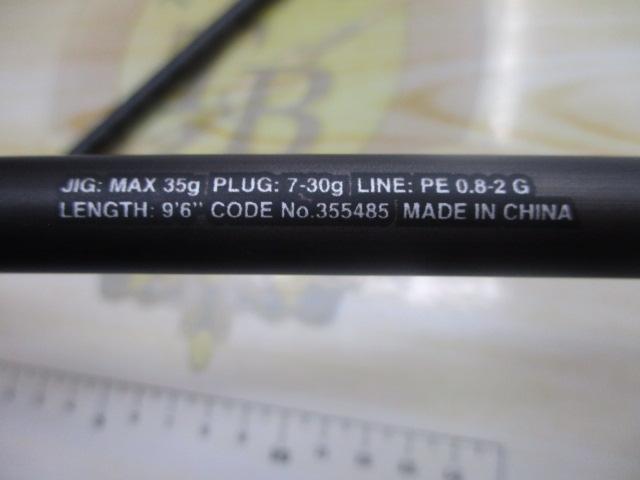 JIG: MAX 35g PLUG: 7-30g LINE: PE 0.8-2 G
LENGTH: 9'6" CODE No.355485 MADE IN CHINA
B